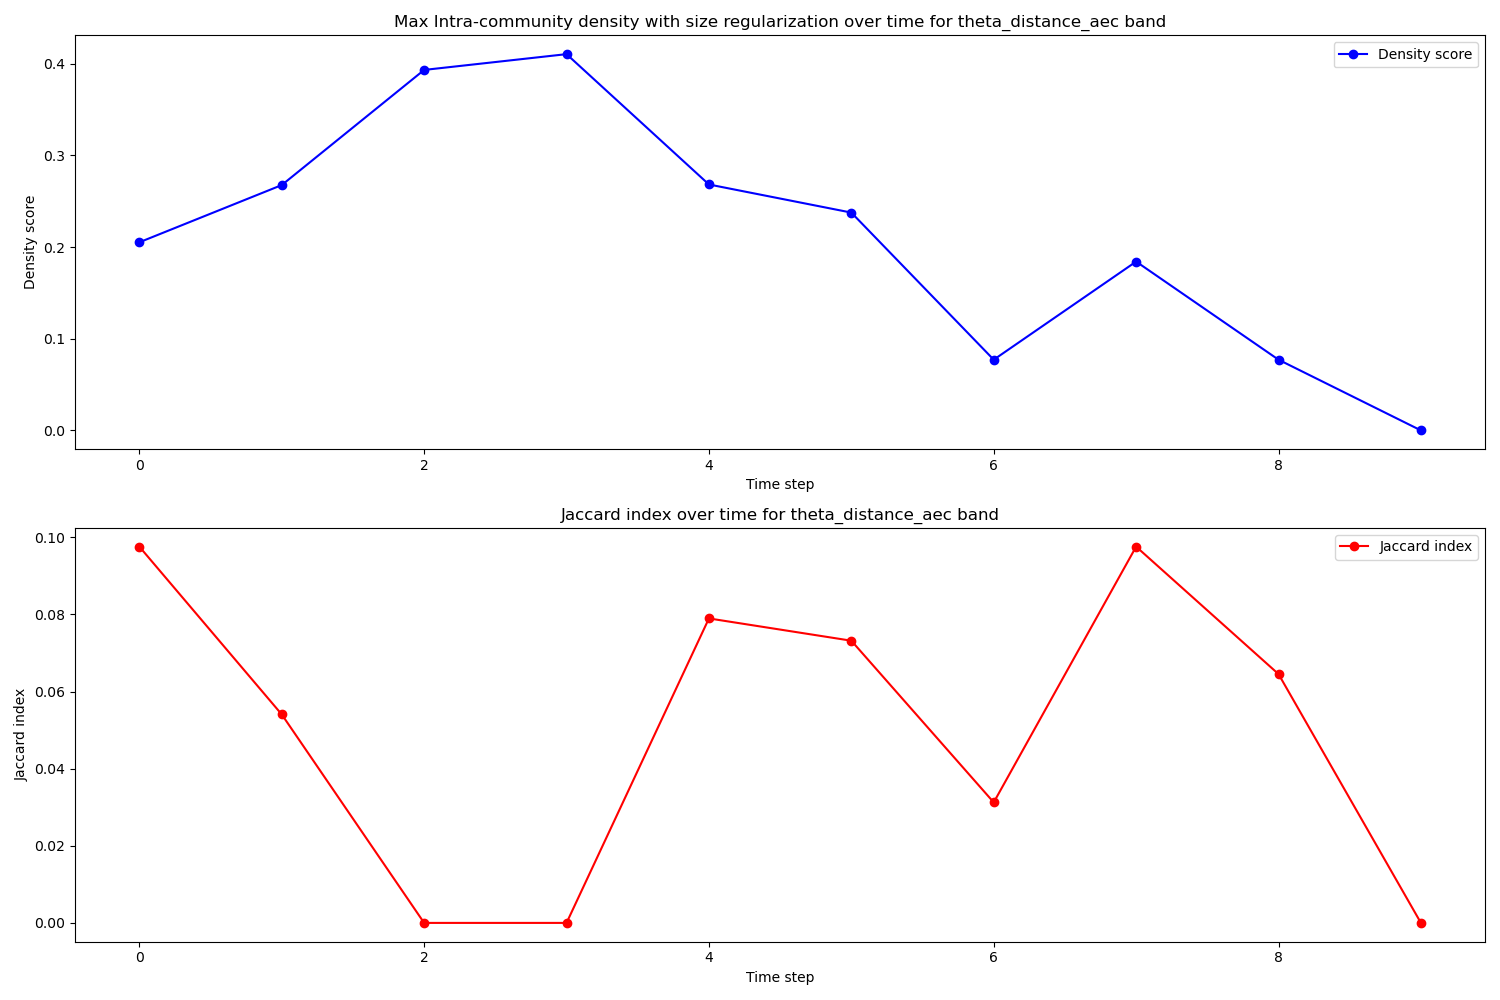 Max Intra-community density with size regularization over time for theta_distance_aec band
Density score
0.4
0.3
0.2
0.1
0.0
Density score
0
2
4
6
8
Time step
Jaccard index over time for theta_distance_aec band
Jaccard index
0.10
0.08
0.06
0.04
0.02
0.00
Jaccard index
0
2
4
6
8
Time step